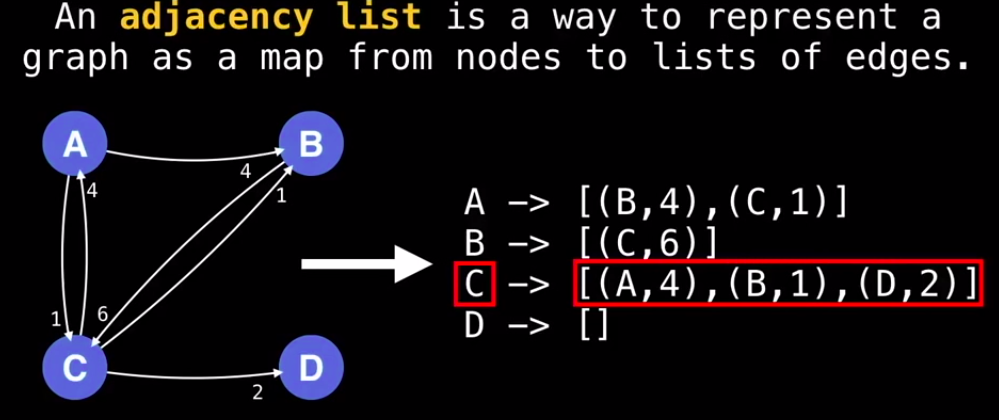 An adjacency list is a way to represent a
graph as a map from nodes to lists of edges.
A
B
4
4
1
A -> [(B,4),(C,1)]
B -> [(C,6)]
C -> [(A,4),(B,1),(D,2)]
D -> []
1
6
C
D
2